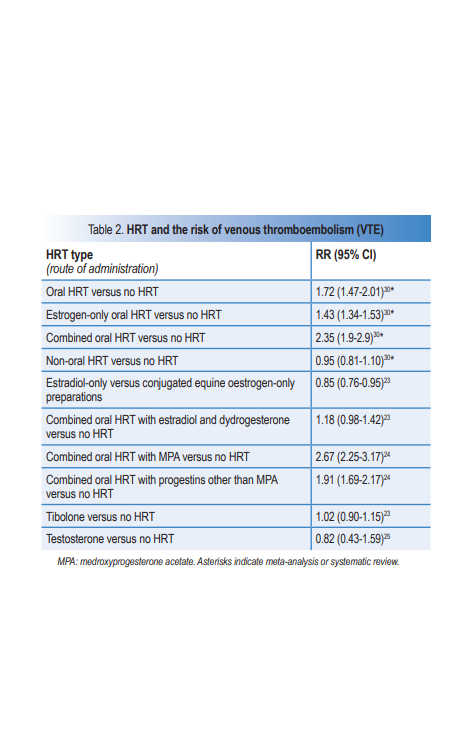 Table 2. HRT and the risk of venous thromboembolism (VTE)
HRT type
(route of administration)
RR (95% CI)
Oral HRT versus no HRT
1.72 (1.47-2.01)30*
Estrogen-only oral HRT versus no HRT
1.43 (1.34-1.53)30*
Combined oral HRT versus no HRT
2.35 (1.9-2.9)30*
Non-oral HRT versus no HRT
0.95 (0.81-1.10)30*
Estradiol-only versus conjugated equine oestrogen-only
preparations
0.85 (0.76-0.95)23
Combined oral HRT with estradiol and dydrogesterone
versus no HRT
1.18 (0.98-1.42)23
Combined oral HRT with MPA versus no HRT
2.67 (2.25-3.17)24
Combined oral HRT with progestins other than MPA
versus no HRT
1.91 (1.69-2.17)24
Tibolone versus no HRT
1.02 (0.90-1.15)23
Testosterone versus no HRT
0.82 (0.43-1.59)25
MPA: medroxyprogesterone acetate. Asterisks indicate meta-analysis or systematic review.